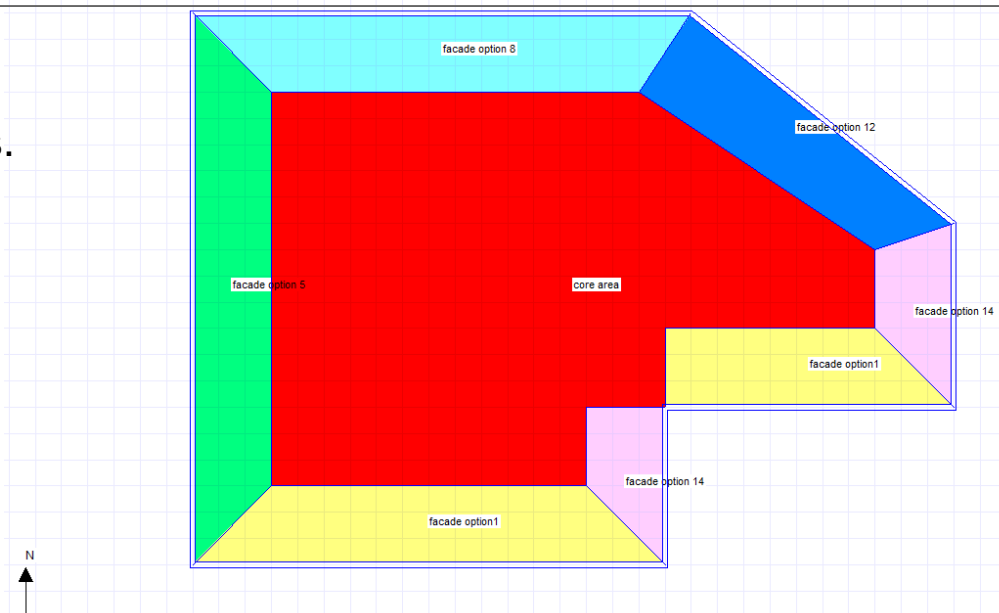 facade option 8
facade option 12
facade option 5
core area
facade option 14
facade option1
facade option 14
facade option1
N